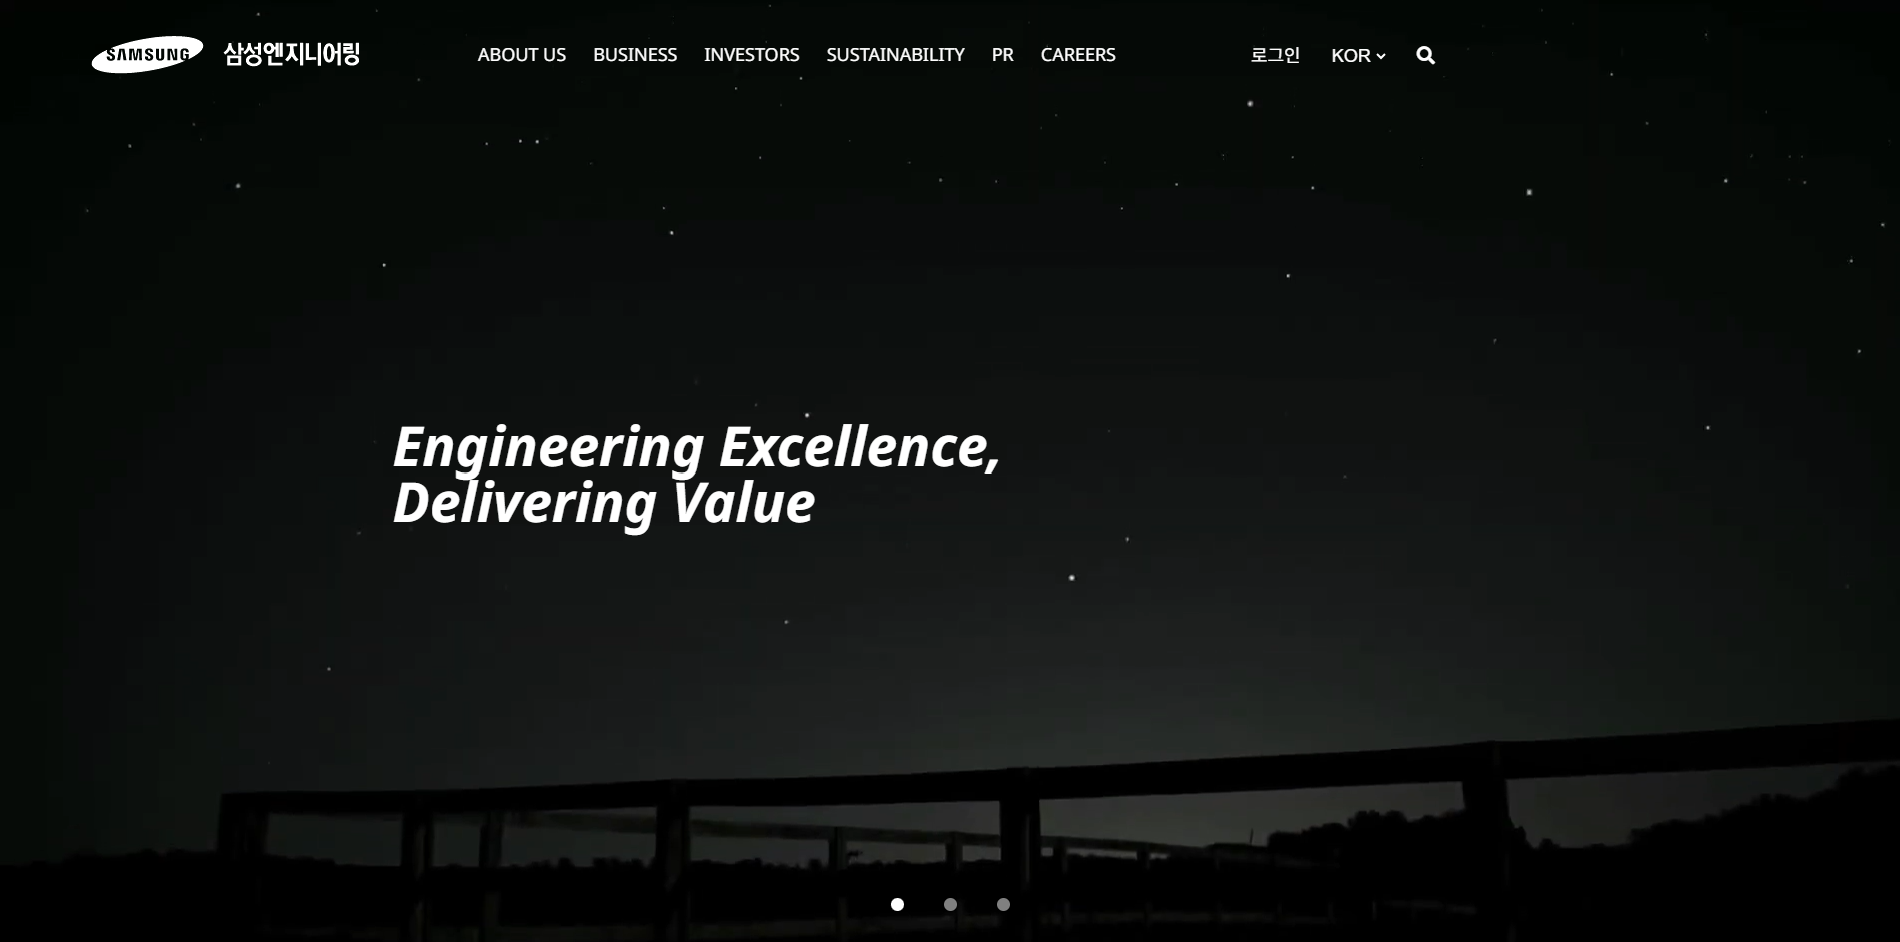 SAMSUNG 삼성엔지니어링 ABOUT US BUSINESS INVESTORS SUSTAINABILITY PR CAREERS 로그인 KOR
Engineering Excellence,
Delivering Value